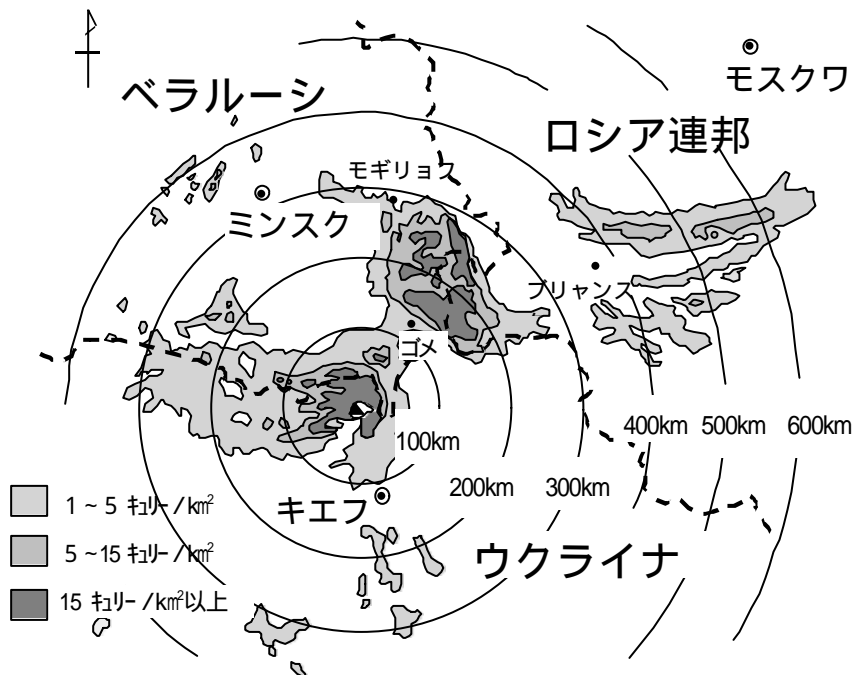 モスクワ
ベラルーシ
ロシア連邦
モギリョス
ミンスク
ブリャンス
ゴメ
100km
400km 500km 600km
200km 300km
キエフ
ウクライナ
1 ~ 5 ｷｭﾘｰ /k㎡
5 ~15 ｷｭﾘｰ /k㎡
15 ｷｭﾘｰ /k㎡以上